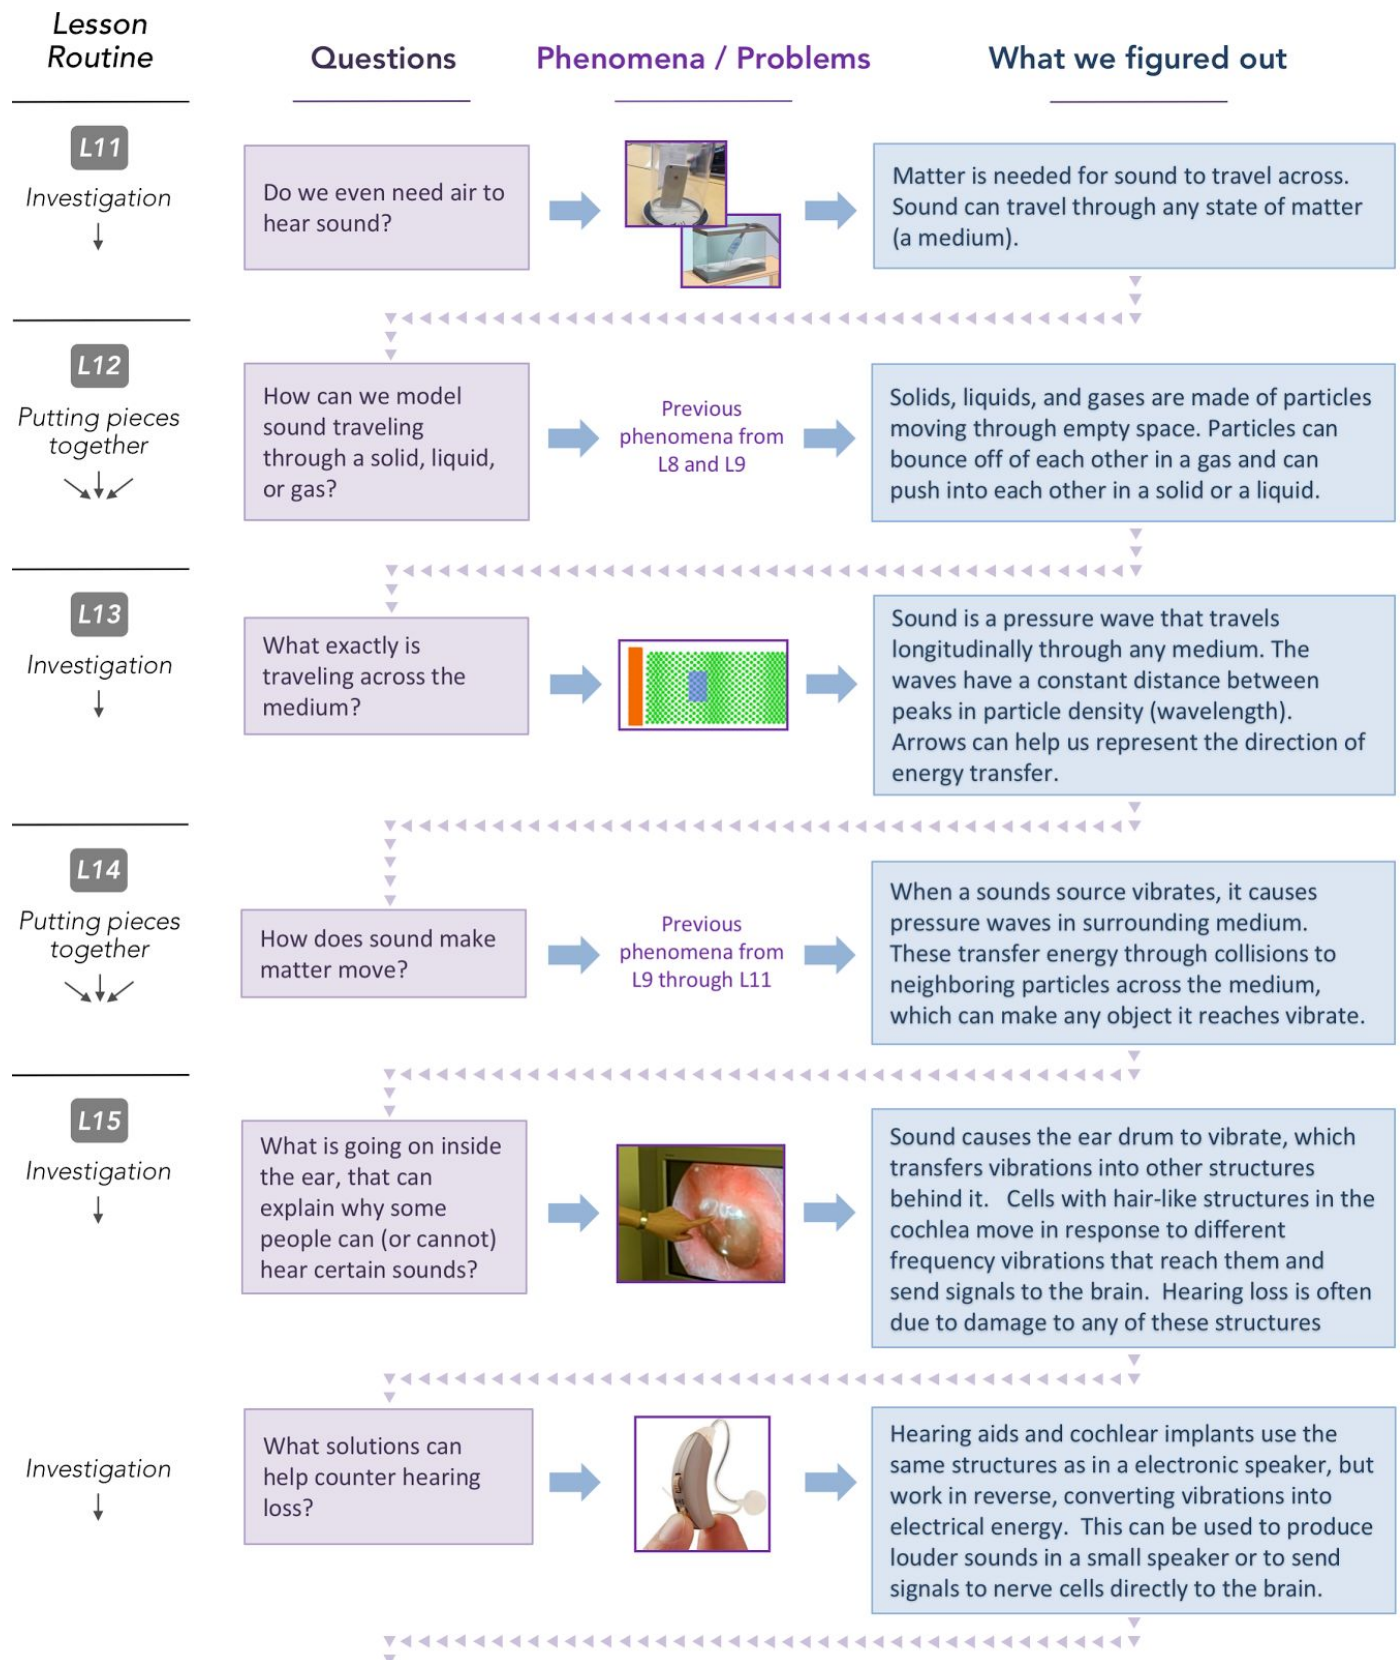 Lesson
Routine
Questions
Phenomena / Problems
What we figured out
L11
Investigation
Do we even need air to
hear sound?
Matter is needed for sound to travel across.
Sound can travel through any state of matter
(a medium).
L12
Putting pieces
together
How can we model
sound traveling
through a solid, liquid,
or gas?
Previous
phenomena from
L8 and L9
Solids, liquids, and gases are made of particles
moving through empty space. Particles can
bounce off of each other in a gas and can
push into each other in a solid or a liquid.
L13
Investigation
What exactly is
traveling across the
medium?
Sound is a pressure wave that travels
longitudinally through any medium. The
waves have a constant distance between
peaks in particle density (wavelength).
Arrows can help us represent the direction of
energy transfer.
L14
Putting pieces
together
How does sound make
matter move?
Previous
phenomena from
L9 through L11
When a sounds source vibrates, it causes
pressure waves in surrounding medium.
These transfer energy through collisions to
neighboring particles across the medium,
which can make any object it reaches vibrate.
L15
Investigation
What is going on inside
the ear, that can
explain why some
people can (or cannot)
hear certain sounds?
Sound causes the ear drum to vibrate, which
transfers vibrations into other structures
behind it.   Cells with hair-like structures in the
cochlea move in response to different
frequency vibrations that reach them and
send signals to the brain.  Hearing loss is often
due to damage to any of these structures
Investigation
What solutions can
help counter hearing
loss?
Hearing aids and cochlear implants use the
same structures as in a electronic speaker, but
work in reverse, converting vibrations into
electrical energy.  This can be used to produce
louder sounds in a small speaker or to send
signals to nerve cells directly to the brain.